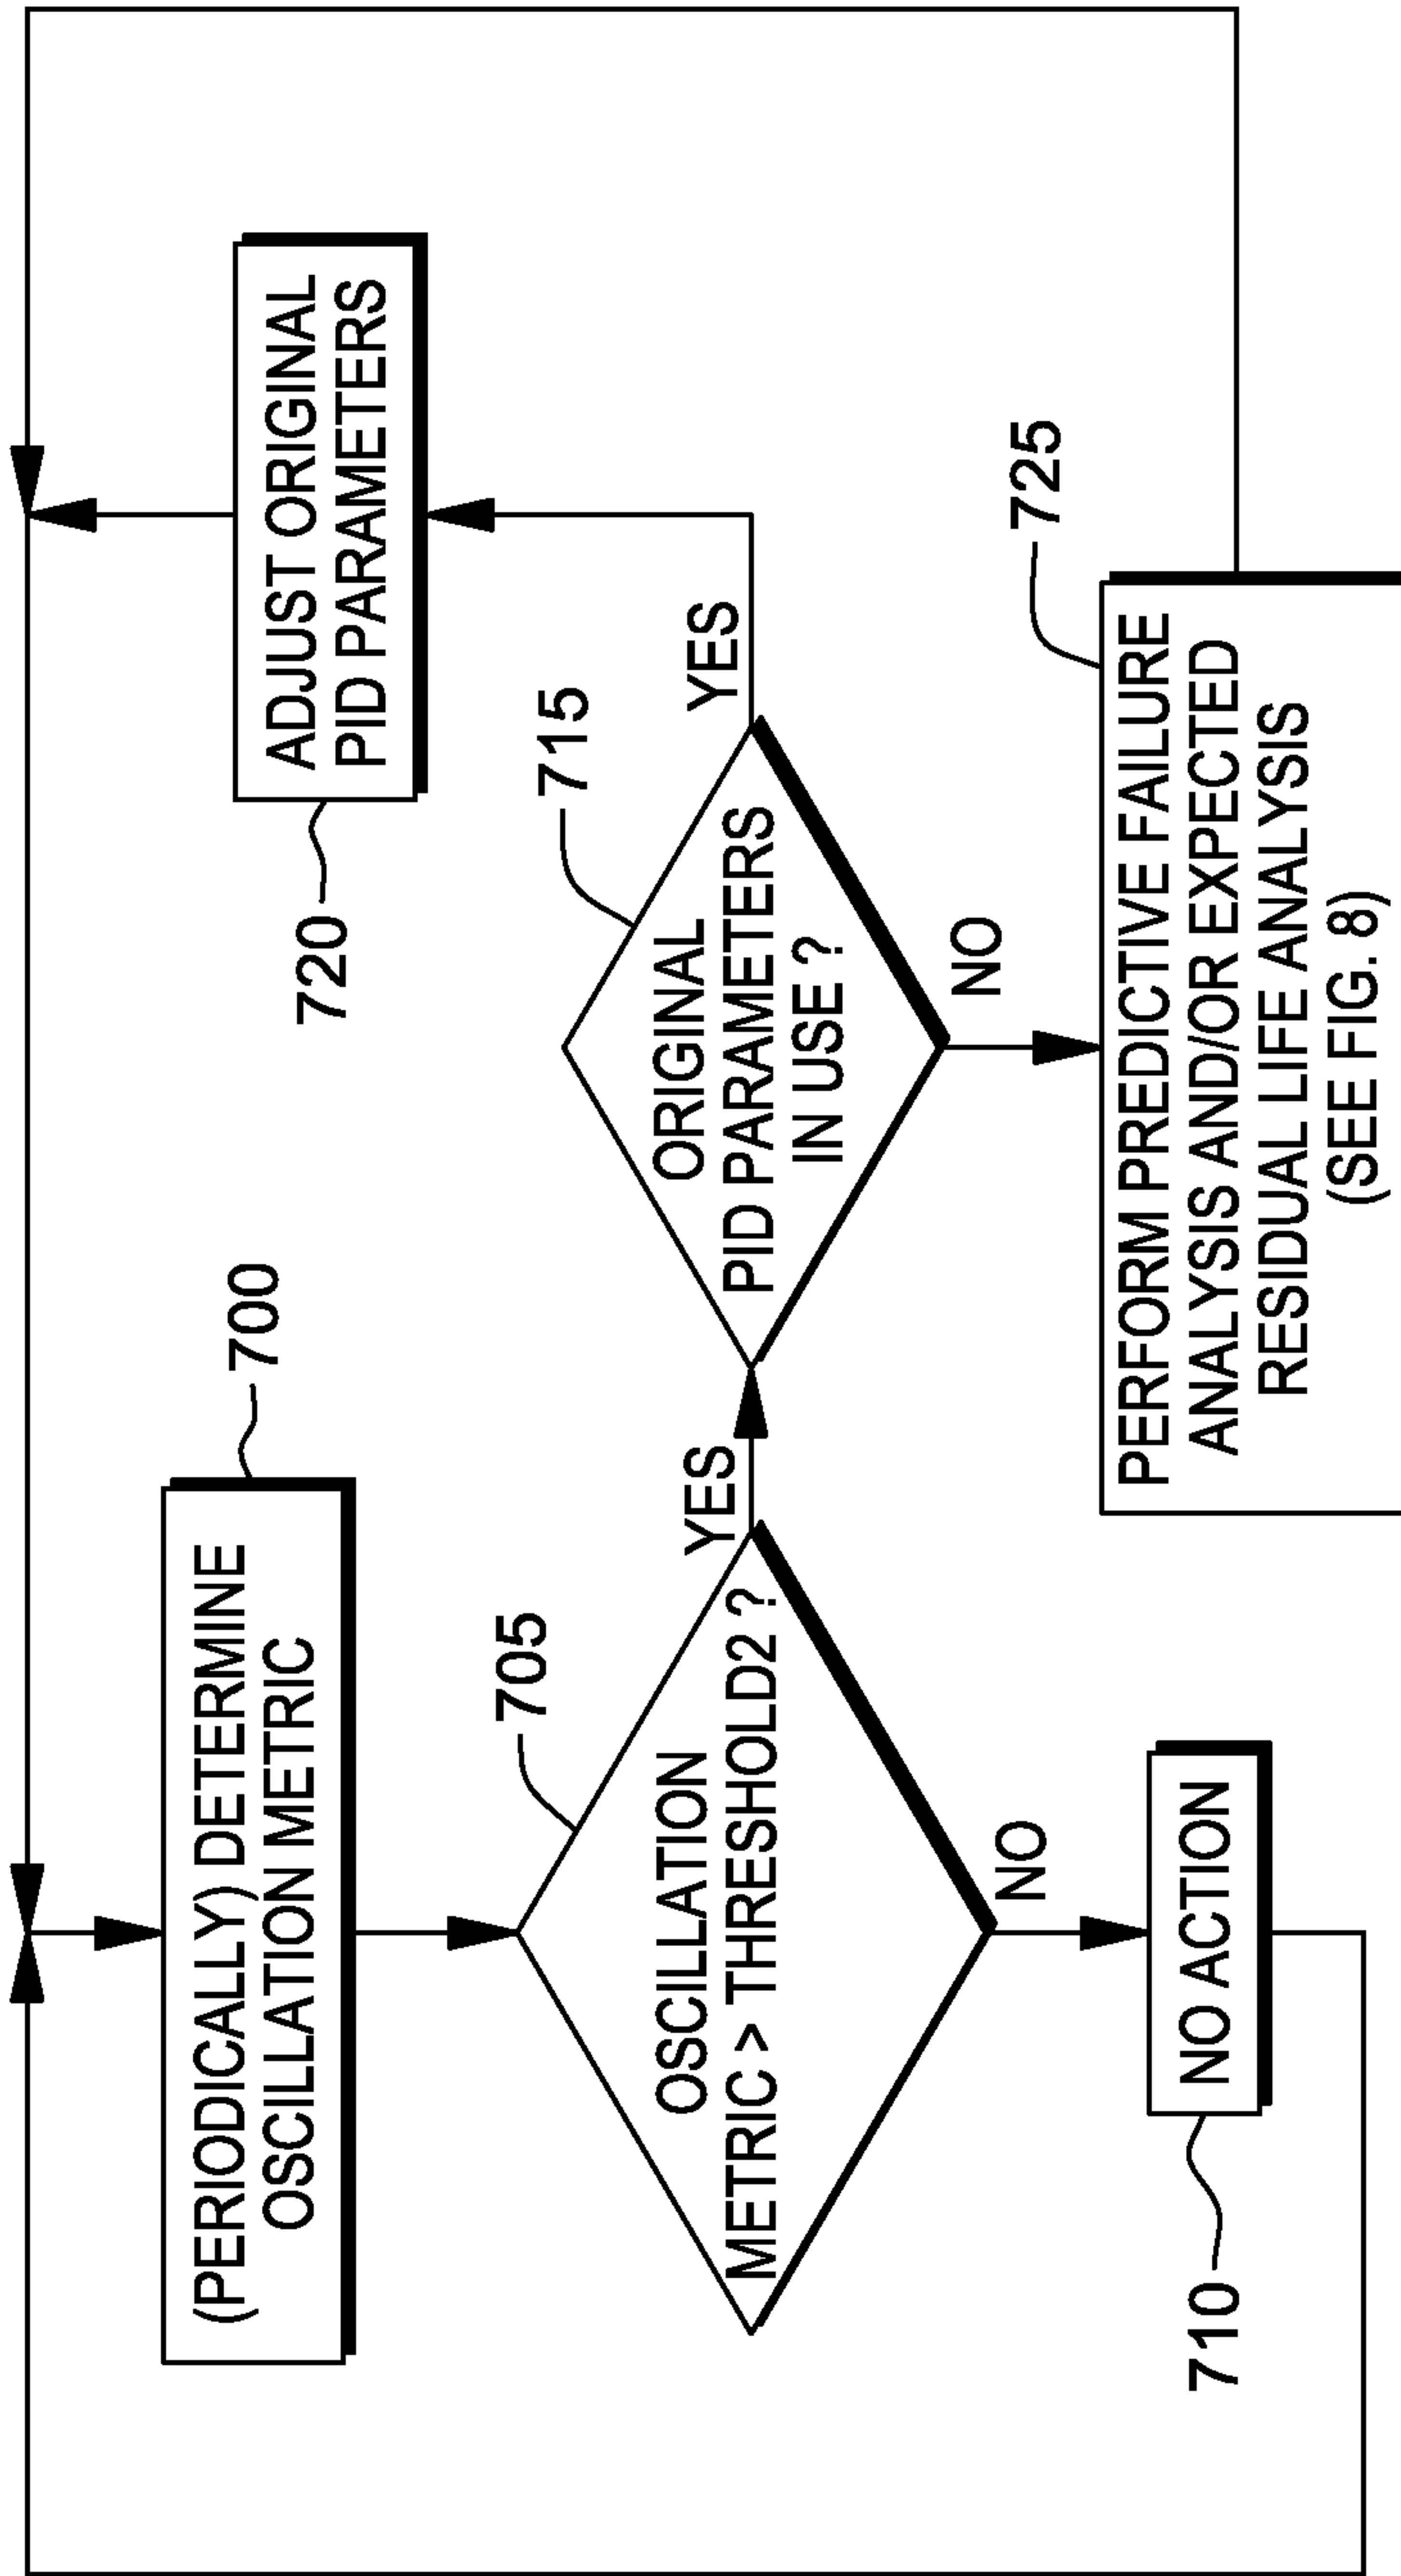 (PERIODICALLY) DETERMINE
OSCILLATION METRIC
700
OSCILLATION
METRIC > THRESHOLD2 ?
705
YES
NO
NO ACTION
710
ORIGINAL
PID PARAMETERS
IN USE ?
715
YES
NO
ADJUST ORIGINAL
PID PARAMETERS
720
PERFORM PREDICTIVE FAILURE
ANALYSIS AND/OR EXPECTED
RESIDUAL LIFE ANALYSIS
(SEE FIG. 8)
725